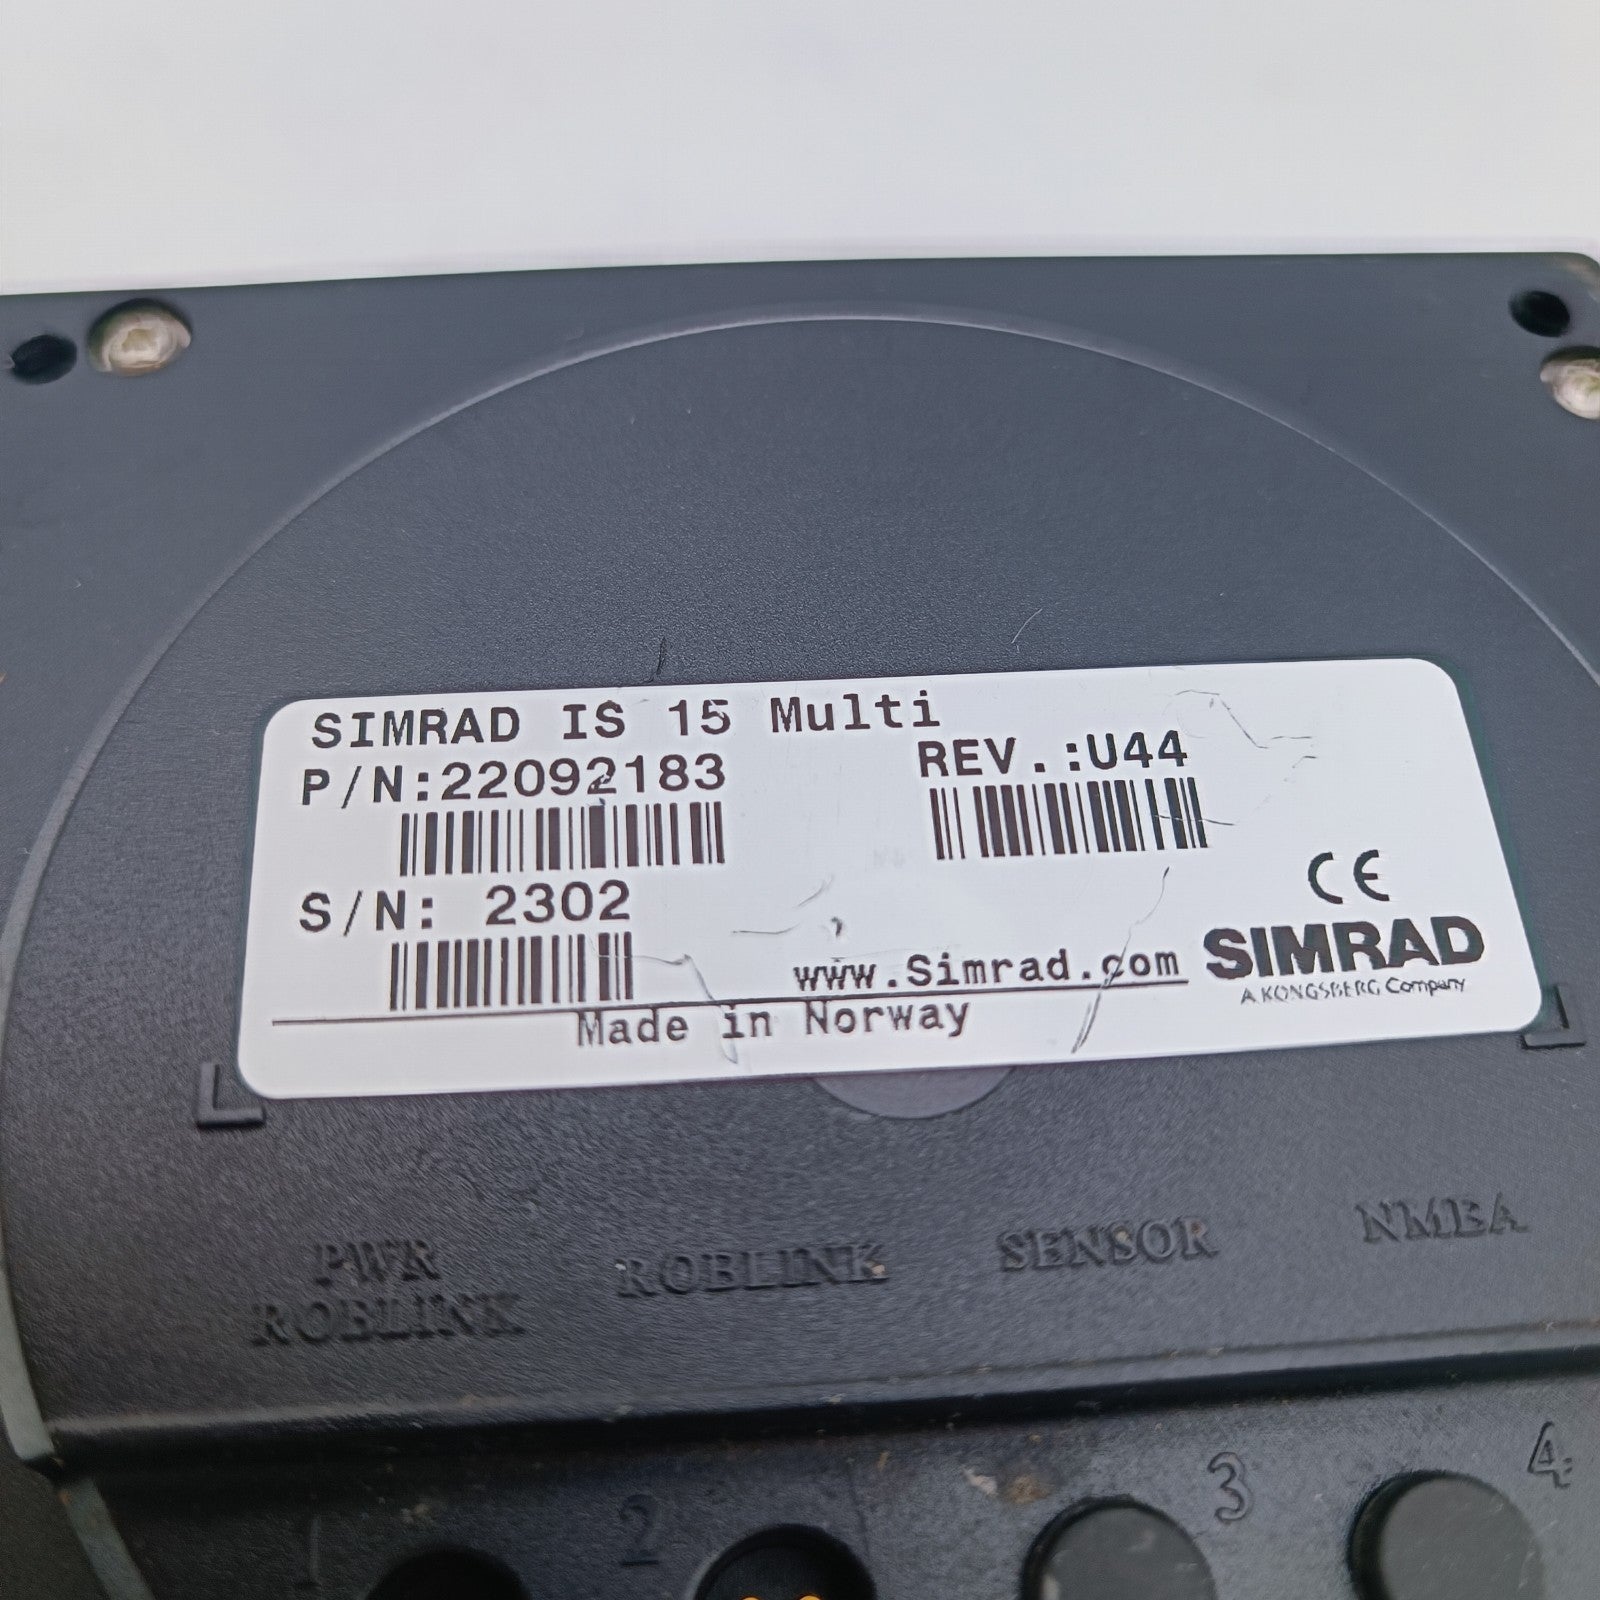 SIMRAD IS 15 Multi
P/N:22092183
REV.:U44
S/N: 2302
CE
www.Simrad.com
SIMRAD
A KONGSBERG Company
Made in Norway
PWR
ROBLINK
ROBLINK
SENSOR
NMEA
1
2
3
4